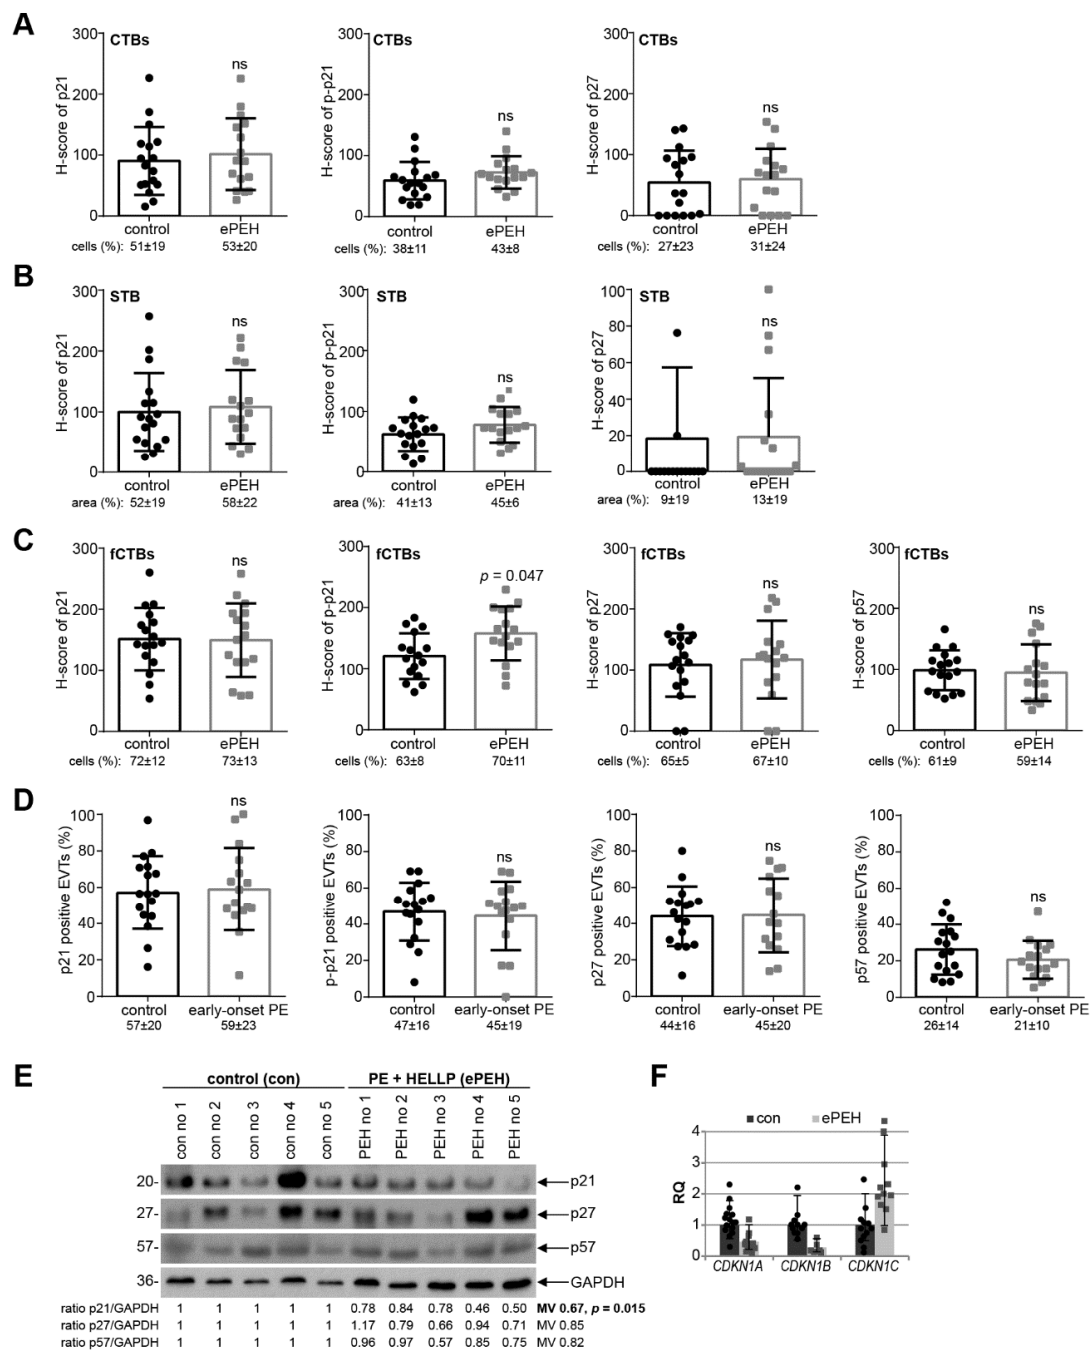 A
CTBs
H-score of p21
300
200
100
0
ns
control ePEH
cells (%): 51±19 53±20
CTBs
H-score of p-p21
300
200
100
0
ns
control ePEH
cells (%): 38±11 43±8
CTBs
H-score of p27
300
200
100
0
ns
control ePEH
cells (%): 27±23 31±24
B
STB
H-score of p21
300
200
100
0
ns
control ePEH
area (%): 52±19 58±22
STB
H-score of p-p21
300
200
100
0
ns
control ePEH
area (%): 41±13 45±6
STB
H-score of p27
100
80
60
40
20
0
ns
control ePEH
area (%): 9±19 13±19
C
fCTBs
H-score of p21
300
200
100
0
ns
control ePEH
cells (%): 72±12 73±13
fCTBs
H-score of p-p21
300
200
100
0
p = 0.047
control ePEH
cells (%): 63±8 70±11
fCTBs
H-score of p27
300
200
100
0
ns
control ePEH
cells (%): 65±5 67±10
fCTBs
H-score of p57
300
200
100
0
ns
control ePEH
cells (%): 61±9 59±14
D
p21 positive EVTs (%)
100
80
60
40
20
0
ns
control early-onset PE
57±20 59±23
p-p21 positive EVTs (%)
100
80
60
40
20
0
ns
control early-onset PE
47±16 45±19
p27 positive EVTs (%)
100
80
60
40
20
0
ns
control early-onset PE
44±16 45±20
p57 positive EVTs (%)
100
80
60
40
20
0
ns
control early-onset PE
26±14 21±10
E
control (con) PE + HELLP (ePEH)
con no 1 con no 2 con no 3 con no 4 con no 5 PEH no 1 PEH no 2 PEH no 3 PEH no 4 PEH no 5
20- p21
27- p27
57- p57
36- GAPDH
ratio p21/GAPDH 1 1 1 1 1 0.78 0.84 0.78 0.46 0.50 MV 0.67, p = 0.015
ratio p27/GAPDH 1 1 1 1 1 1.17 0.79 0.66 0.94 0.71 MV 0.85
ratio p57/GAPDH 1 1 1 1 1 0.96 0.97 0.57 0.85 0.75 MV 0.82
F
con ePEH
RQ
4
3
2
1
0
CDKN1A CDKN1B CDKN1C